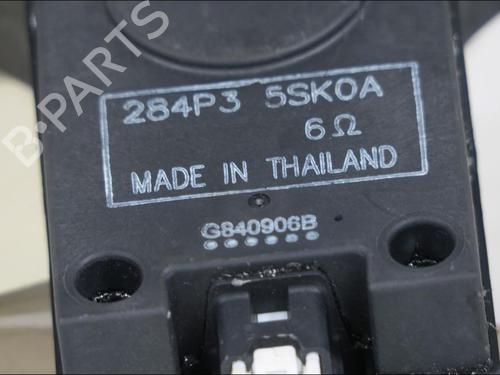 B-PARTS
284P3 5SK0A
6Ω
MADE IN THAILAND
G840906B